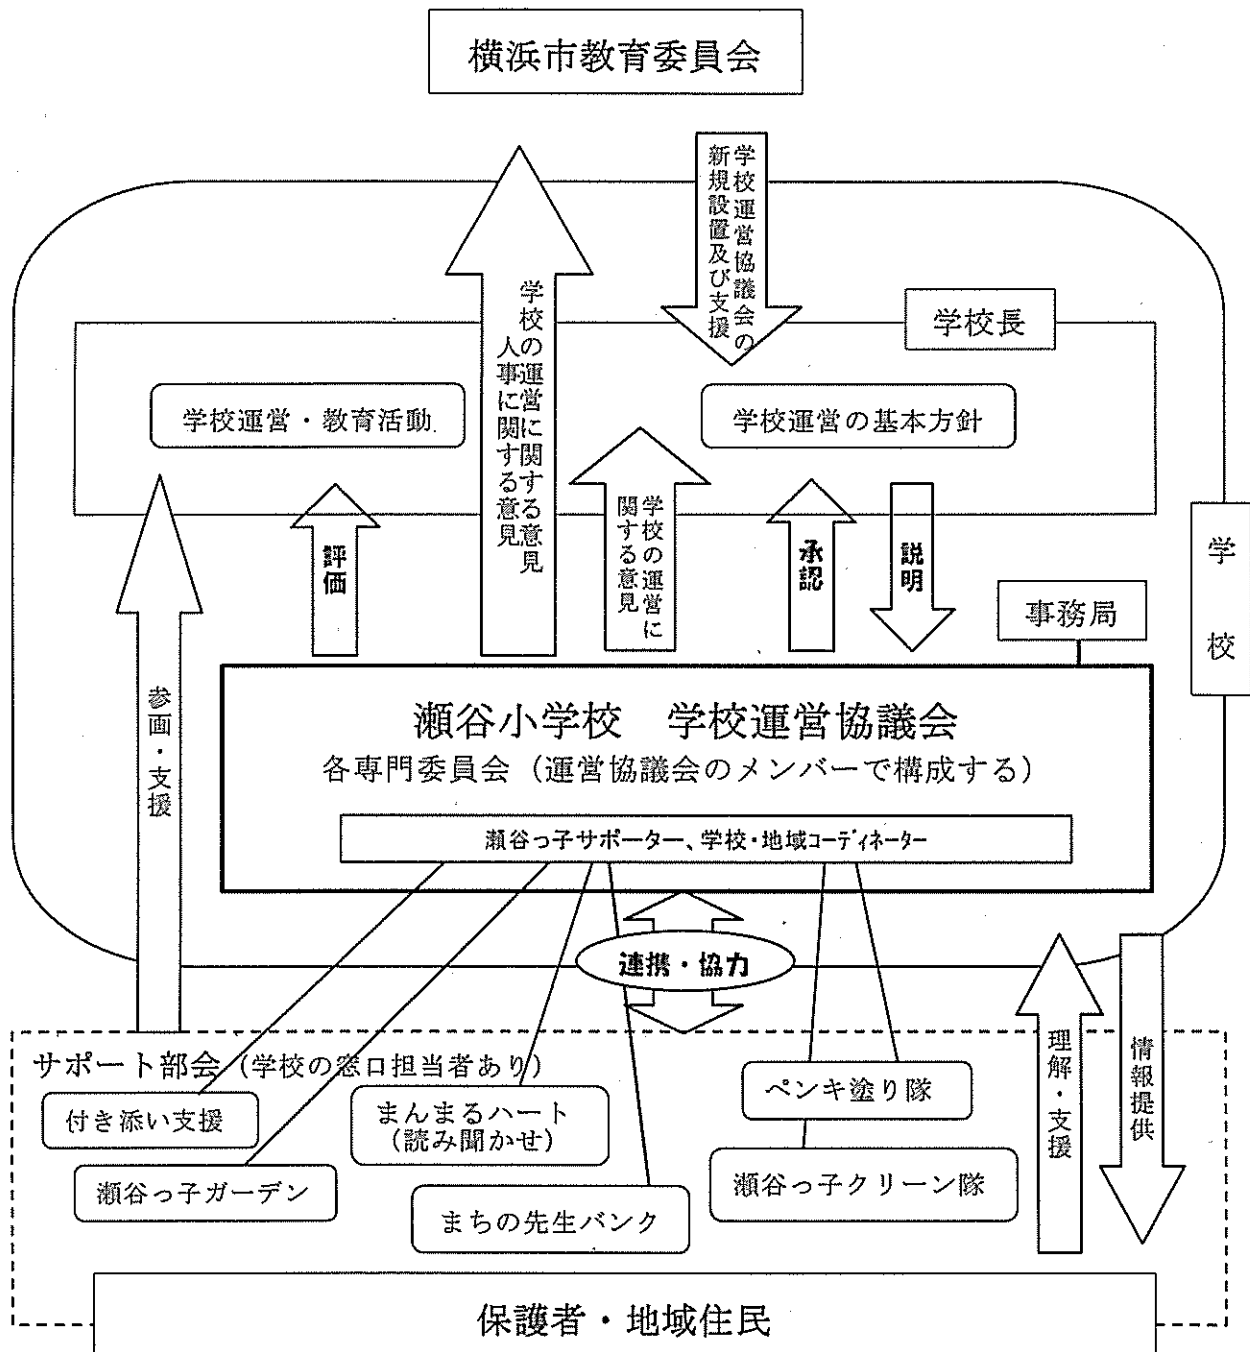 横浜市教育委員会
学校運営協議会の
新規設置及び支援
学校の運営に関する意見
人事に関する意見
学校長
学校運営・教育活動
学校運営の基本方針
評価
学校の運営に
関する意見
承認
説明
学校
事務局
参画・支援
瀬谷小学校　学校運営協議会
各専門委員会（運営協議会のメンバーで構成する）
瀬谷っ子サポーター、学校・地域コーディネーター
連携・協力
サポート部会（学校の窓口担当者あり）
付き添い支援
まんまるハート
（読み聞かせ）
ペンキ塗り隊
瀬谷っ子ガーデン
まちの先生バンク
瀬谷っ子クリーン隊
理解・支援
情報提供
保護者・地域住民